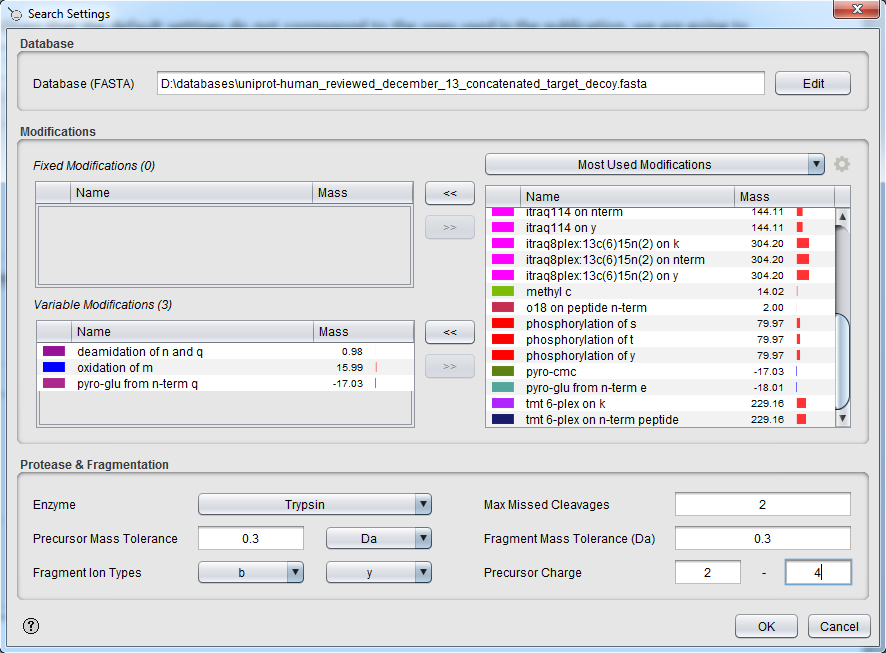 Search Settings
Database
Database (FASTA)
D:\databases\uniprot-human_reviewed_december_13_concatenated_target_decoy.fasta
Edit
Modifications
Fixed Modifications (0)
Name Mass
<<
>>
Variable Modifications (3)
Name Mass
deamidation of n and q 0.98
oxidation of m 15.99
pyro-glu from n-term q -17.03
<<
>>
Most Used Modifications
Name Mass
itraq114 on nterm 144.11
itraq114 on y 144.11
itraq8plex:13c(6)15n(2) on k 304.20
itraq8plex:13c(6)15n(2) on nterm 304.20
itraq8plex:13c(6)15n(2) on y 304.20
methyl c 14.02
o18 on peptide n-term 2.00
phosphorylation of s 79.97
phosphorylation of t 79.97
phosphorylation of y 79.97
pyro-cmc -17.03
pyro-glu from n-term e -18.01
tmt 6-plex on k 229.16
tmt 6-plex on n-term peptide 229.16
Protease & Fragmentation
Enzyme Trypsin Max Missed Cleavages 2
Precursor Mass Tolerance 0.3 Da Fragment Mass Tolerance (Da) 0.3
Fragment Ion Types b y Precursor Charge 2 - 4
? OK Cancel